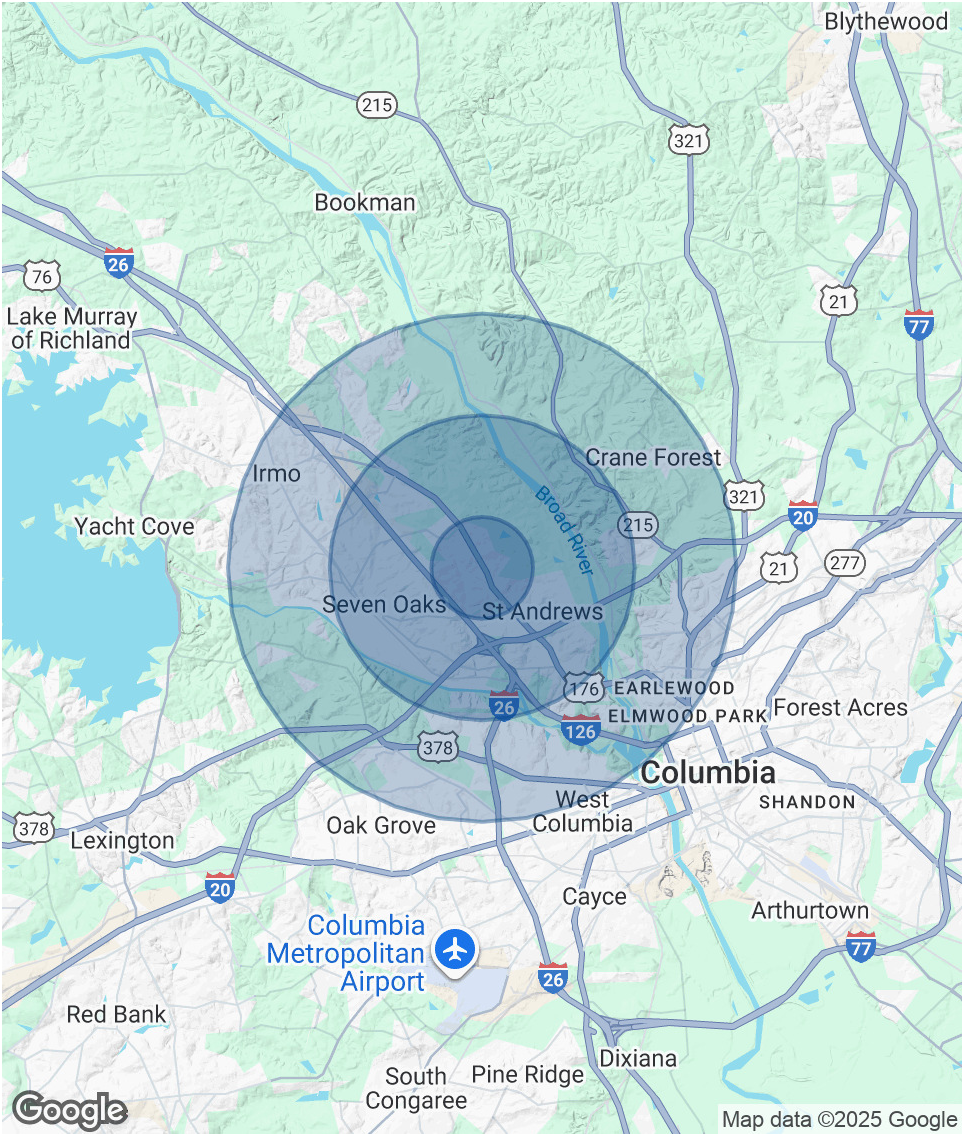 Blythewood
215
321
Bookman
26
76
21
Lake Murray
of Richland
77
Crane Forest
Irmo
321
Broad River
215
20
Yacht Cove
21
277
Seven Oaks
St Andrews
176
EARLEWOOD
26
ELMWOOD PARK
Forest Acres
126
378
Columbia
West
Columbia
SHANDON
378
Oak Grove
Lexington
20
Cayce
Arthurtown
Columbia
Metropolitan
Airport
77
26
Red Bank
Dixiana
South
Congaree
Pine Ridge
Google
Map data ©2025 Google